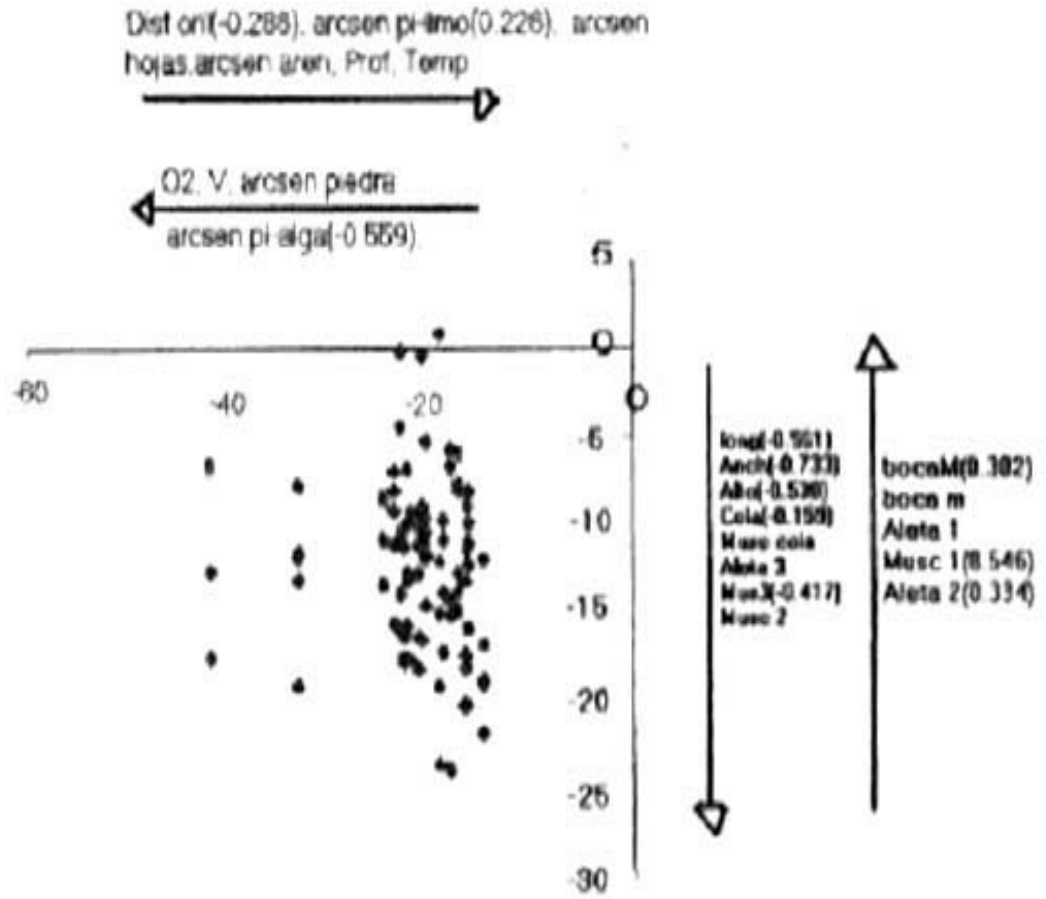 Dist oril(-0.288), arcsen pi-limo(0.226), arcsen
hojas,arcsen aren, Prof, Temp
O2, V, arcsen piedra
arcsen pi-alga(-0.559)
5
0
-60
-40
-20
0
-5
-10
-15
-20
-25
-30
long(-0.551)
Anch(-0.733)
Alto(-0.538)
Cola(-0.159)
Musc cola
Aleta 3
Mus3(-0.417)
Musc 2
bocaM(0.302)
boca m
Aleta 1
Musc 1(0.546)
Aleta 2(0.334)